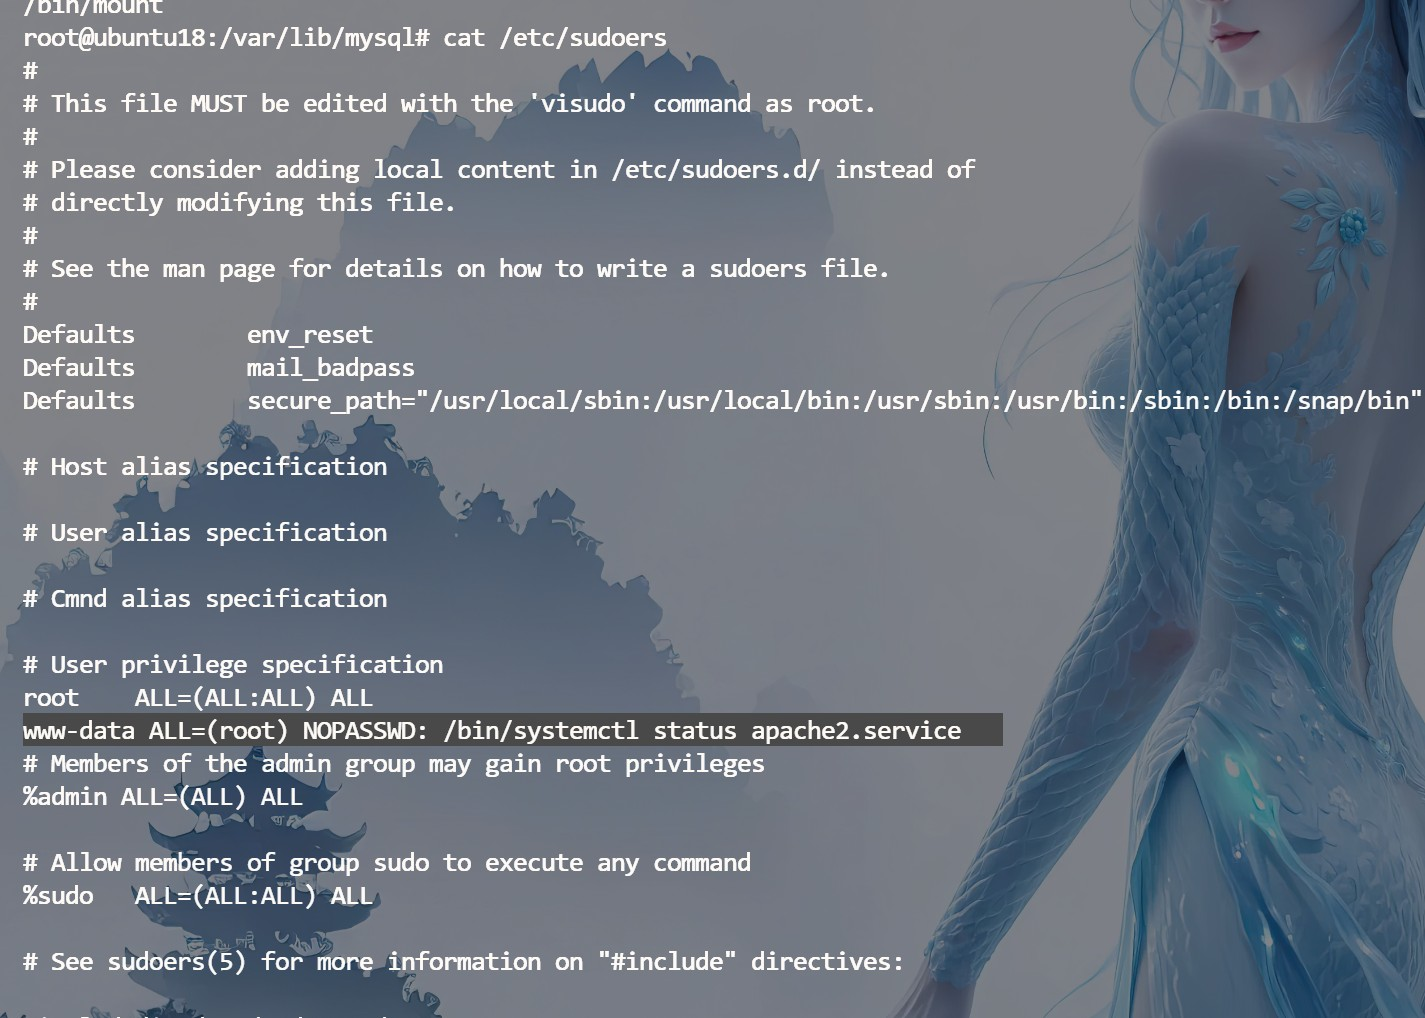 /bin/mount
root@ubuntu18:/var/lib/mysql# cat /etc/sudoers
#
# This file MUST be edited with the 'visudo' command as root.
#
# Please consider adding local content in /etc/sudoers.d/ instead of
# directly modifying this file.
#
# See the man page for details on how to write a sudoers file.
#
Defaults        env_reset
Defaults        mail_badpass
Defaults        secure_path="/usr/local/sbin:/usr/local/bin:/usr/sbin:/usr/bin:/sbin:/bin:/snap/bin"
# Host alias specification
# User alias specification
# Cmnd alias specification
# User privilege specification
root    ALL=(ALL:ALL) ALL
www-data ALL=(root) NOPASSWD: /bin/systemctl status apache2.service
# Members of the admin group may gain root privileges
%admin ALL=(ALL) ALL
# Allow members of group sudo to execute any command
%sudo   ALL=(ALL:ALL) ALL
# See sudoers(5) for more information on "#include" directives: